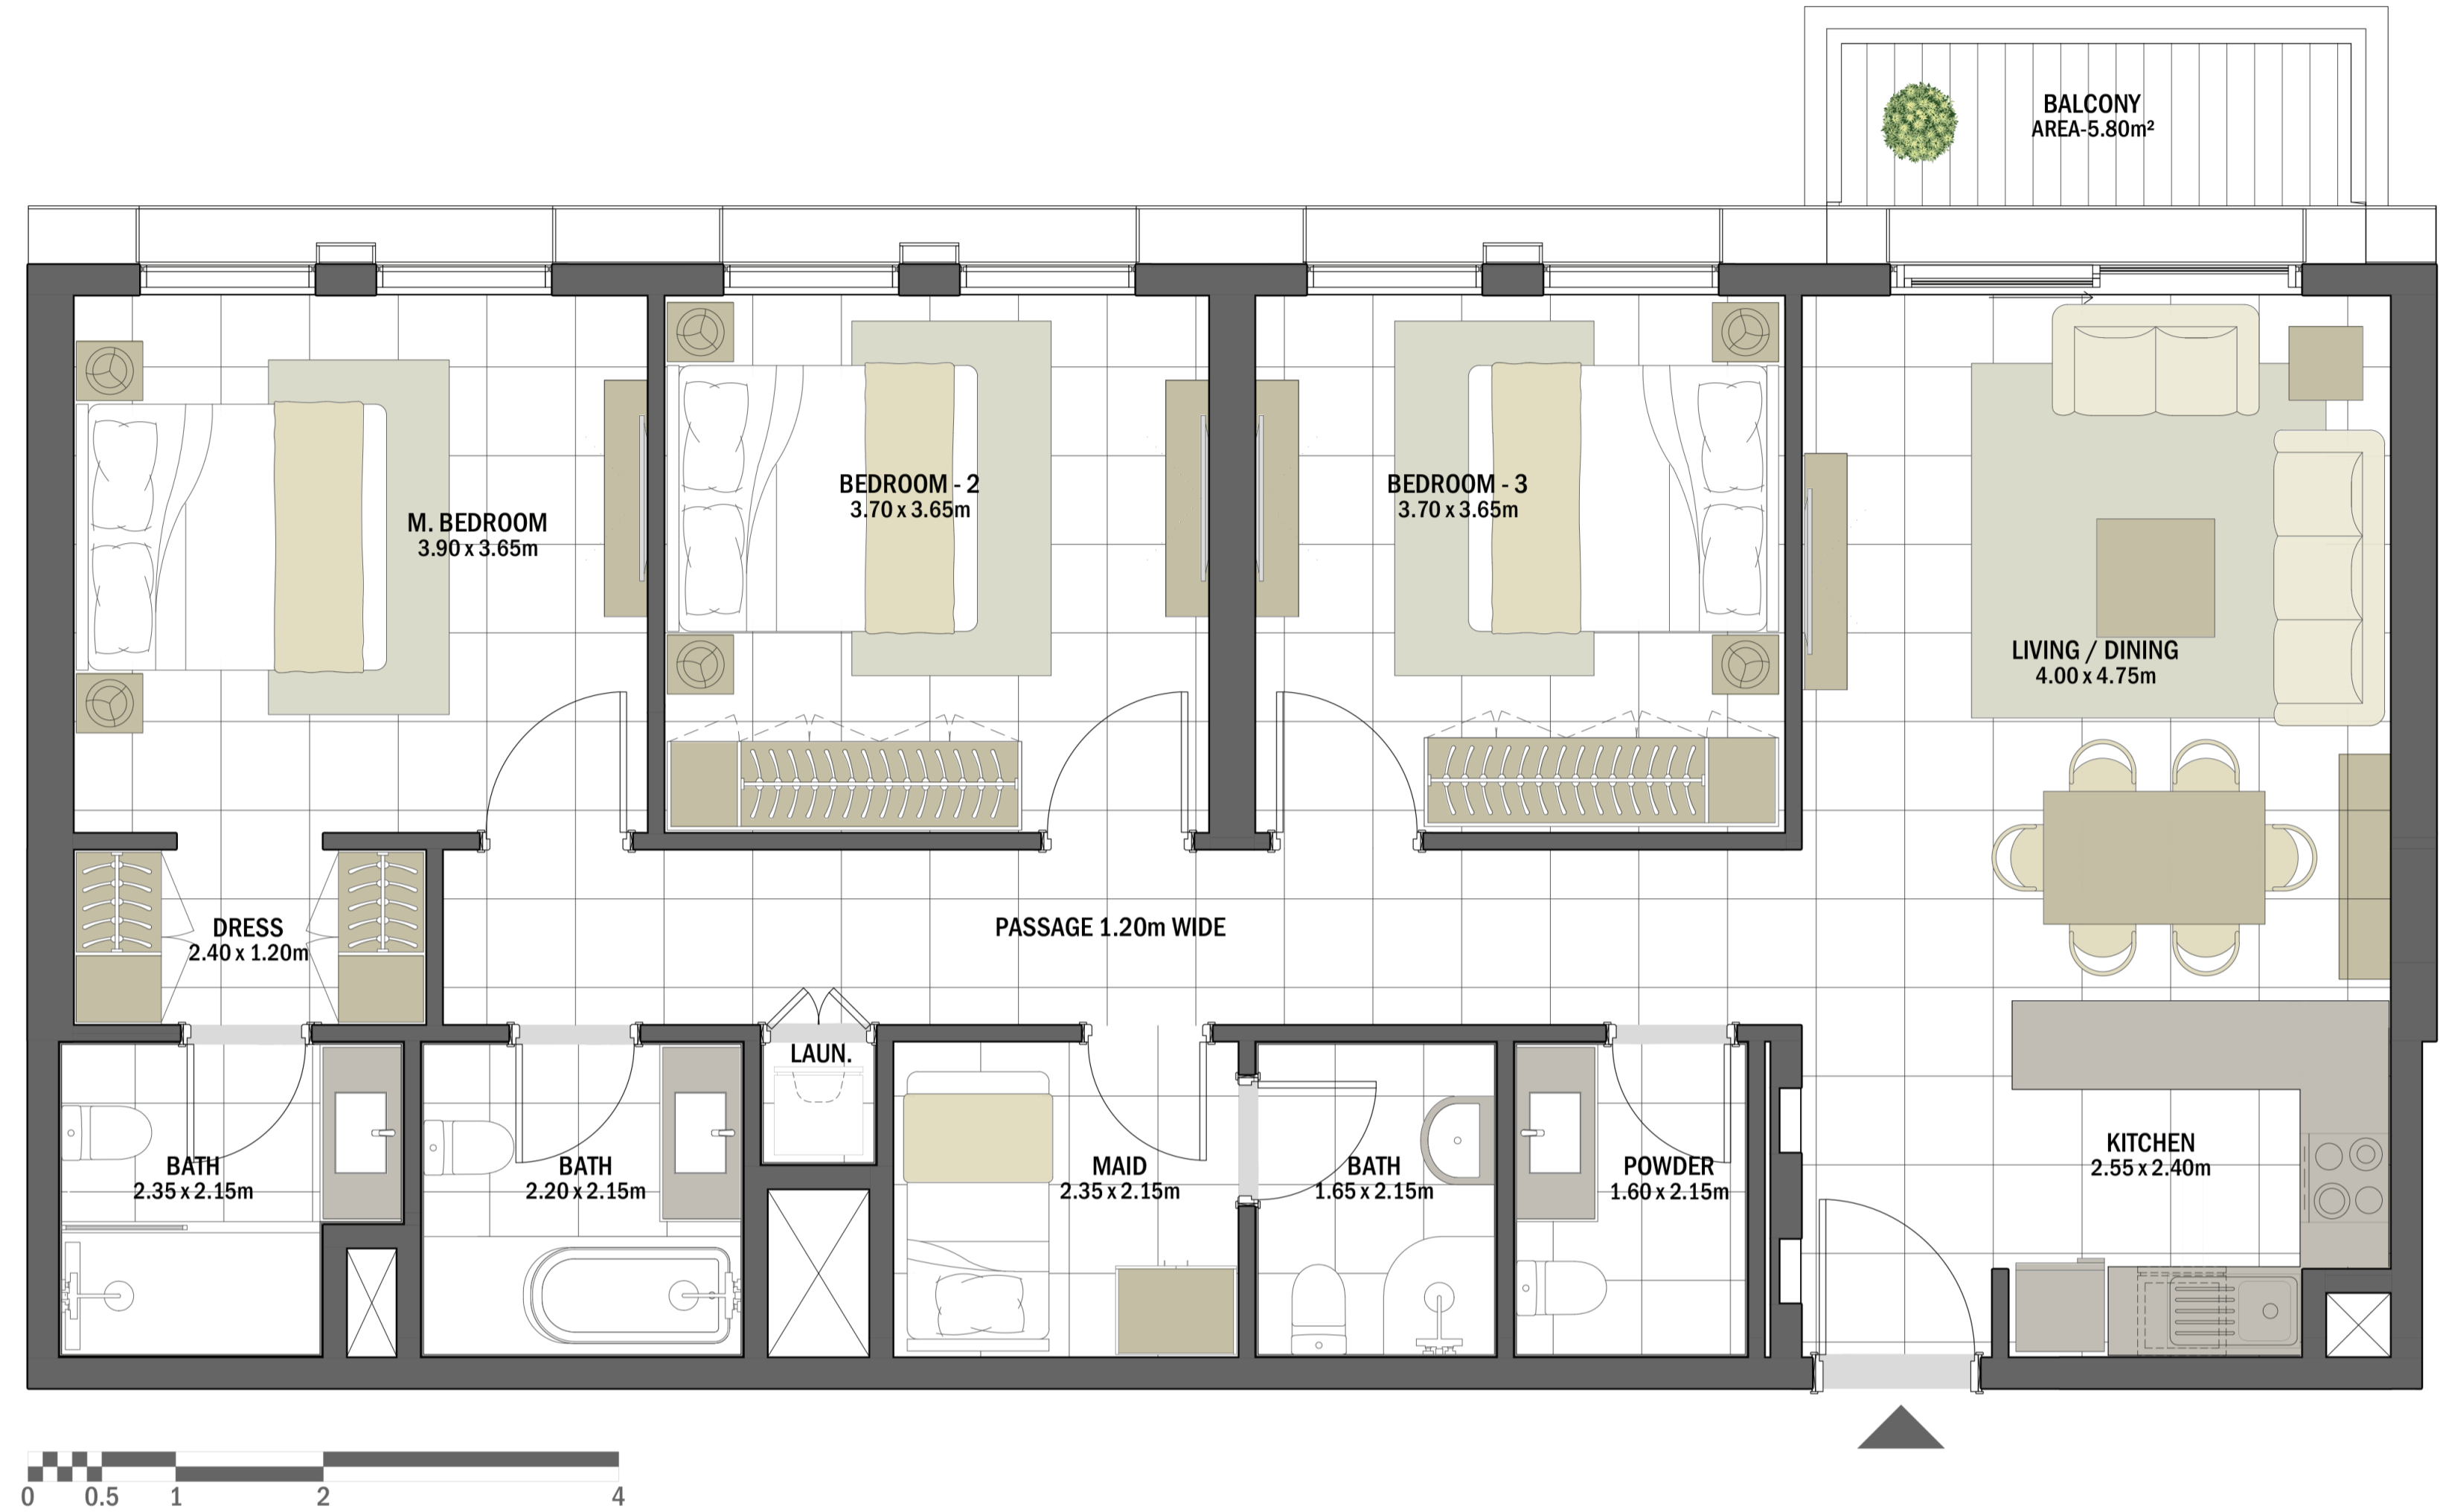 BALCONY
AREA-5.80m²
M. BEDROOM
3.90 x 3.65m
BEDROOM - 2
3.70 x 3.65m
BEDROOM - 3
3.70 x 3.65m
LIVING / DINING
4.00 x 4.75m
DRESS
2.40 x 1.20m
PASSAGE 1.20m WIDE
LAUN.
BATH
2.35 x 2.15m
BATH
2.20 x 2.15m
MAID
2.35 x 2.15m
BATH
1.65 x 2.15m
POWDER
1.60 x 2.15m
KITCHEN
2.55 x 2.40m
0 0.5 1 2 4